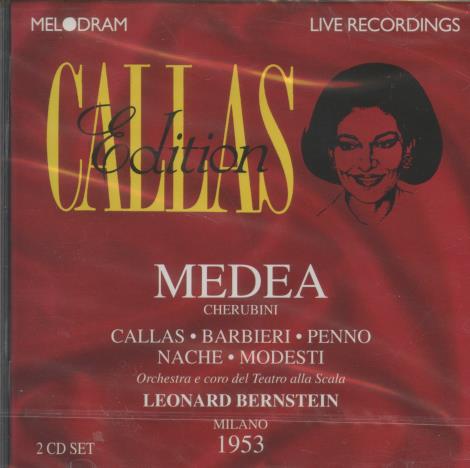 MELODRAM
LIVE RECORDINGS
CALLAS
Edition
MEDEA
CHERUBINI
CALLAS • BARBIERI • PENNO
NACHE • MODESTI
Orchestra e coro del Teatro alla Scala
LEONARD BERNSTEIN
MILANO
2 CD SET
1953